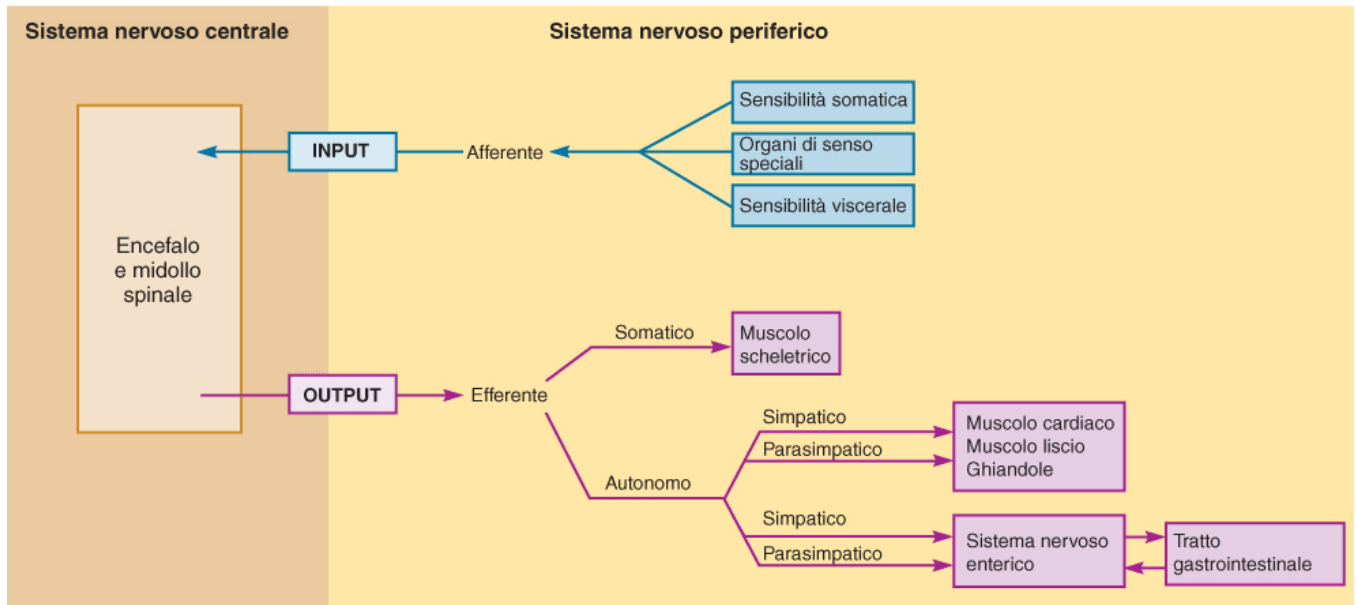 Sistema nervoso centrale
Sistema nervoso periferico
Sensibilità somatica
INPUT
Afferente
Organi di senso
speciali
Sensibilità viscerale
Encefalo
e midollo
spinale
Somatico
Muscolo
scheletrico
OUTPUT
Efferente
Simpatico
Parasimpatico
Muscolo cardiaco
Muscolo liscio
Ghiandole
Autonomo
Simpatico
Parasimpatico
Sistema nervoso
enterico
Tratto
gastrointestinale